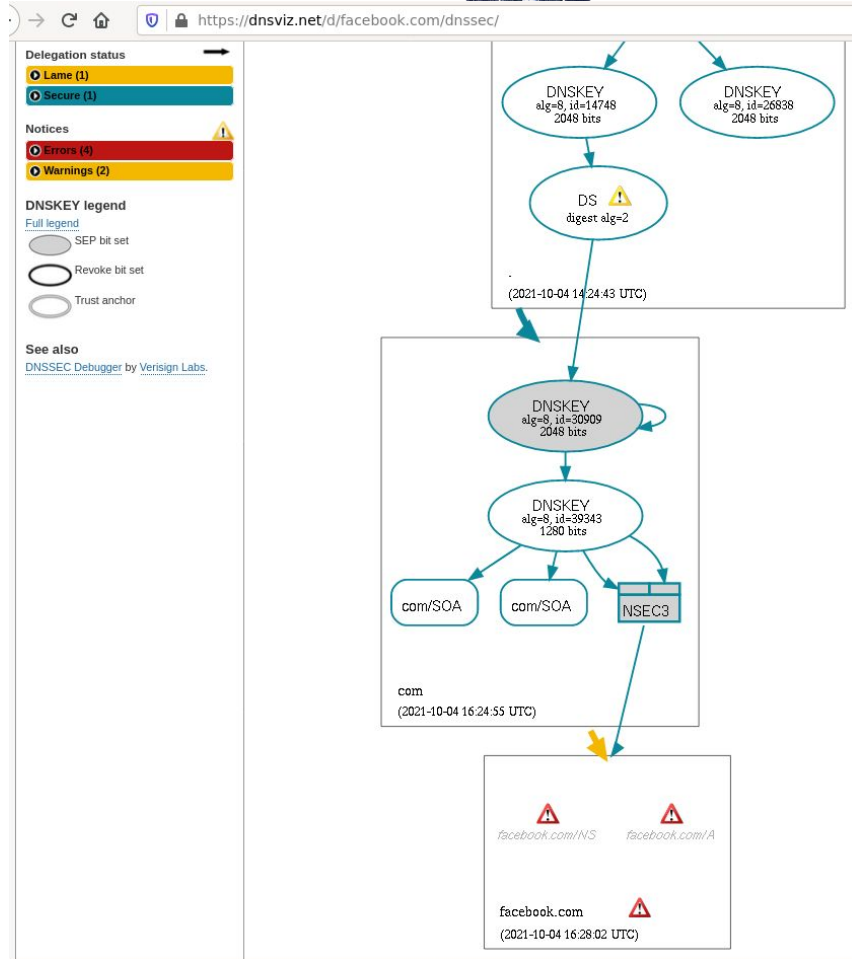 https://dnsviz.net/d/facebook.com/dnssec/
Delegation status
Lame (1)
Secure (1)
Notices
Errors (4)
Warnings (2)
DNSKEY legend
Full legend
SEP bit set
Revoke bit set
Trust anchor
See also
DNSSEC Debugger by Verisign Labs.
DNSKEY
alg=8, id=14748
2048 bits
DNSKEY
alg=8, id=26838
2048 bits
DS
digest alg=2
.
(2021-10-04 14:24:43 UTC)
DNSKEY
alg=8, id=30909
2048 bits
DNSKEY
alg=8, id=39343
1280 bits
com/SOA
com/SOA
NSEC3
com
(2021-10-04 16:24:55 UTC)
facebook.com/NS
facebook.com/A
facebook.com
(2021-10-04 16:28:02 UTC)